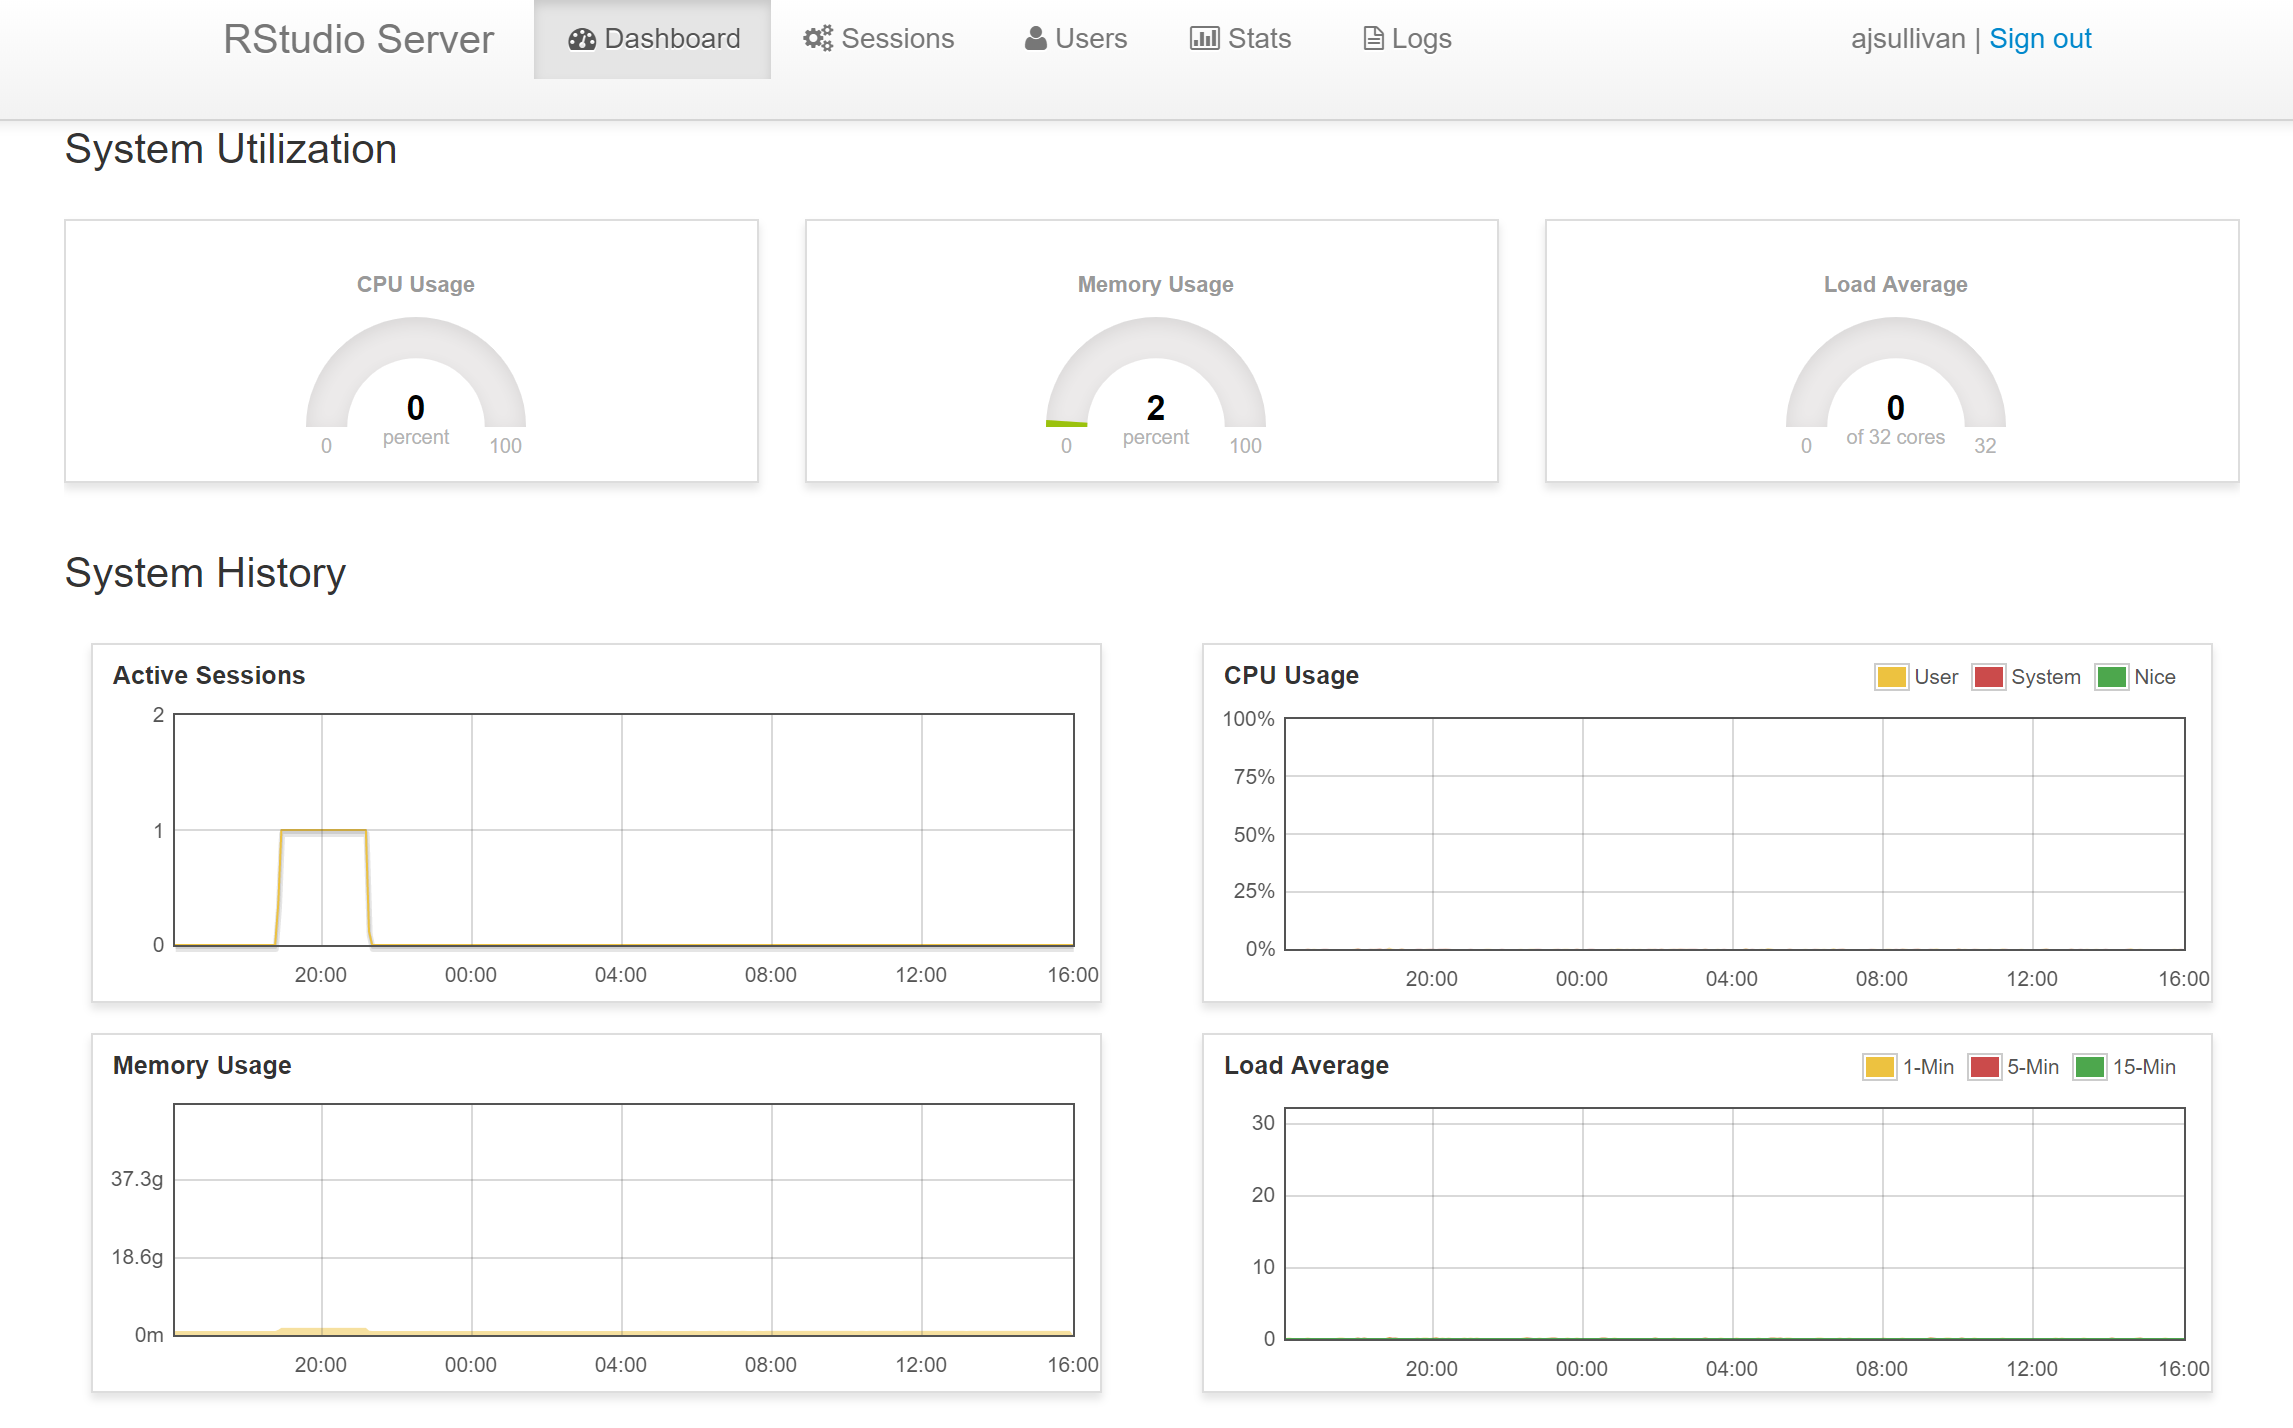 RStudio Server Dashboard Sessions Users Stats Logs ajsullivan | Sign out
System Utilization
CPU Usage
0
percent
0 100
Memory Usage
2
percent
0 100
Load Average
0
of 32 cores
0 32
System History
Active Sessions
2
1
0
20:00 00:00 04:00 08:00 12:00 16:00
CPU Usage
User System Nice
100%
75%
50%
25%
0%
20:00 00:00 04:00 08:00 12:00 16:00
Memory Usage
37.3g
18.6g
0m
20:00 00:00 04:00 08:00 12:00 16:00
Load Average
1-Min 5-Min 15-Min
30
20
10
0
20:00 00:00 04:00 08:00 12:00 16:00